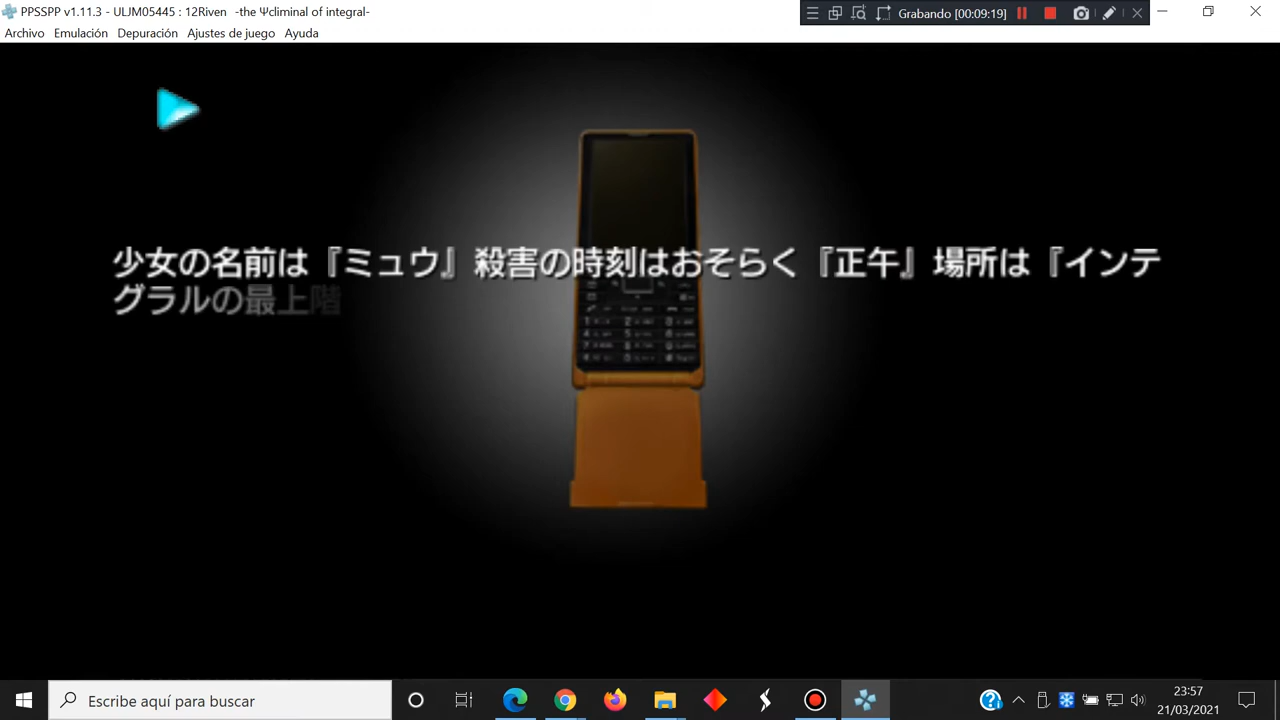 PPSSPP v1.11.3 - ULJM05445 : 12Riven -the Ψcliminal of integral-
Grabando [00:09:19]
Archivo Emulación Depuración Ajustes de juego Ayuda
少女の名前は『ミュウ』殺害の時刻はおそらく『正午』場所は『インテ
グラルの最上階
Escribe aquí para buscar
23:57
21/03/2021